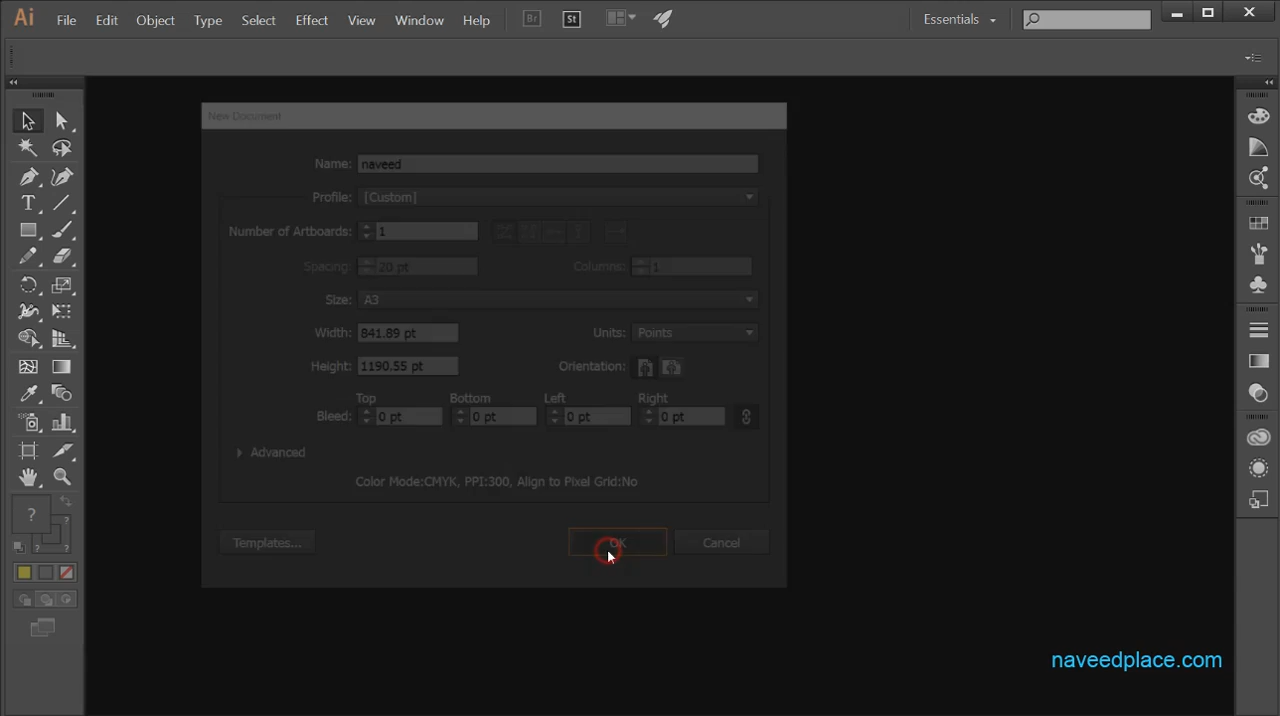 Ai File Edit Object Type Select Effect View Window Help Br St Essentials
New Document
Name: naveed
Profile: [Custom]
Number of Artboards: 1
Spacing: 20 pt Columns: 1
Size: A3
Width: 841.89 pt Units: Points
Height: 1190.55 pt Orientation:
Top Bottom Left Right
Bleed: 0 pt 0 pt 0 pt 0 pt
Advanced
Color Mode:CMYK, PPI:300, Align to Pixel Grid:No
Templates... OK Cancel
naveedplace.com